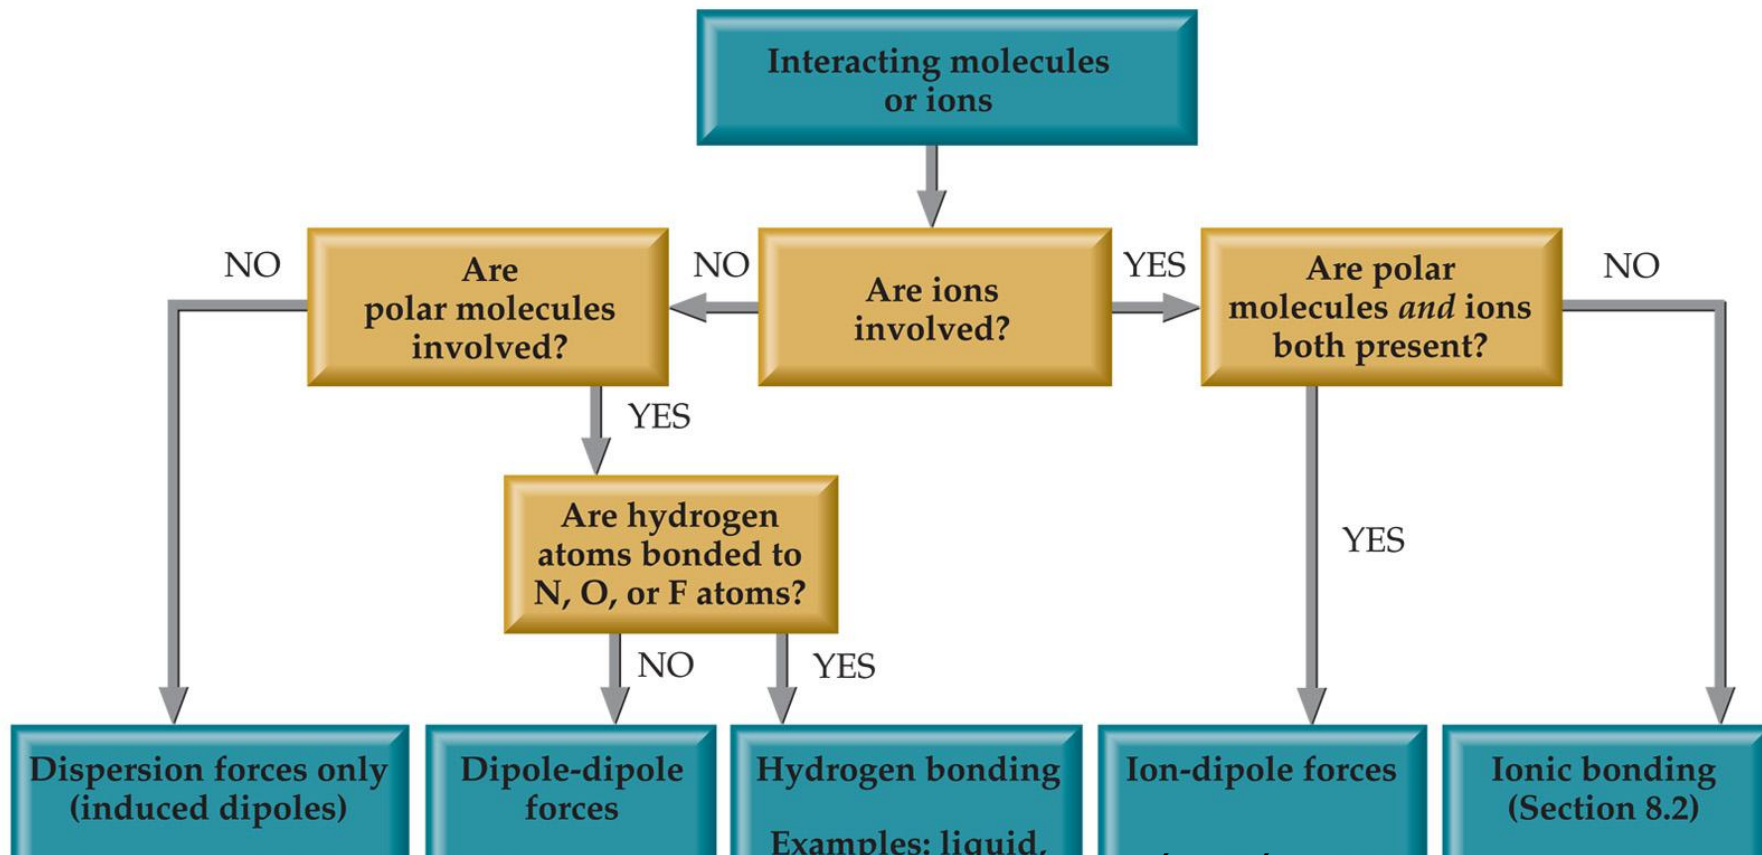 Interacting molecules
or ions
NO
Are
polar molecules
involved?
NO
Are ions
involved?
YES
Are polar
molecules and ions
both present?
NO
YES
Are hydrogen
atoms bonded to
N, O, or F atoms?
YES
NO
YES
Dispersion forces only
(induced dipoles)
Dipole-dipole
forces
Hydrogen bonding
Examples: liquid,
Ion-dipole forces
Ionic bonding
(Section 8.2)